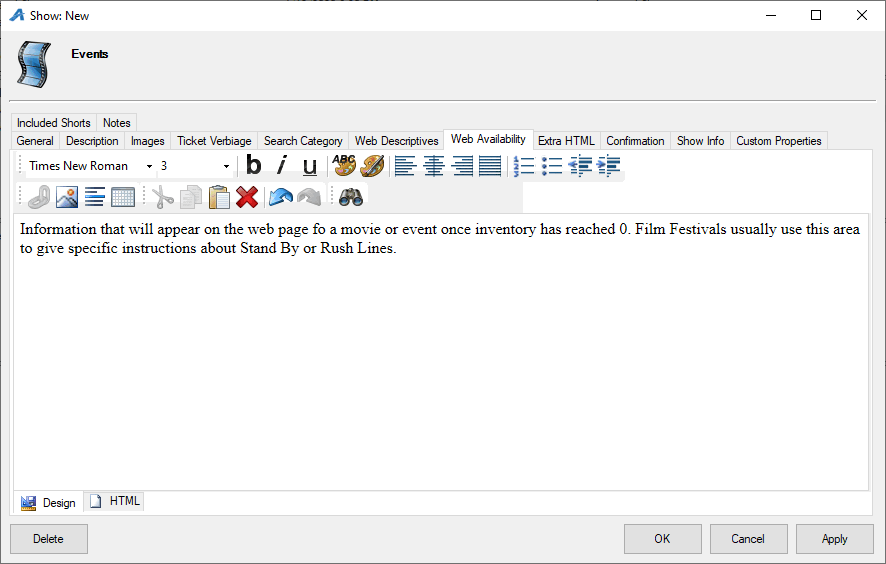 Show: New
Events
Included Shorts Notes
General Description Images Ticket Verbiage Search Category Web Descriptives Web Availability Extra HTML Confirmation Show Info Custom Properties
Times New Roman 3 b i u ABC
Information that will appear on the web page fo a movie or event once inventory has reached 0. Film Festivals usually use this area
to give specific instructions about Stand By or Rush Lines.
Design HTML
Delete OK Cancel Apply